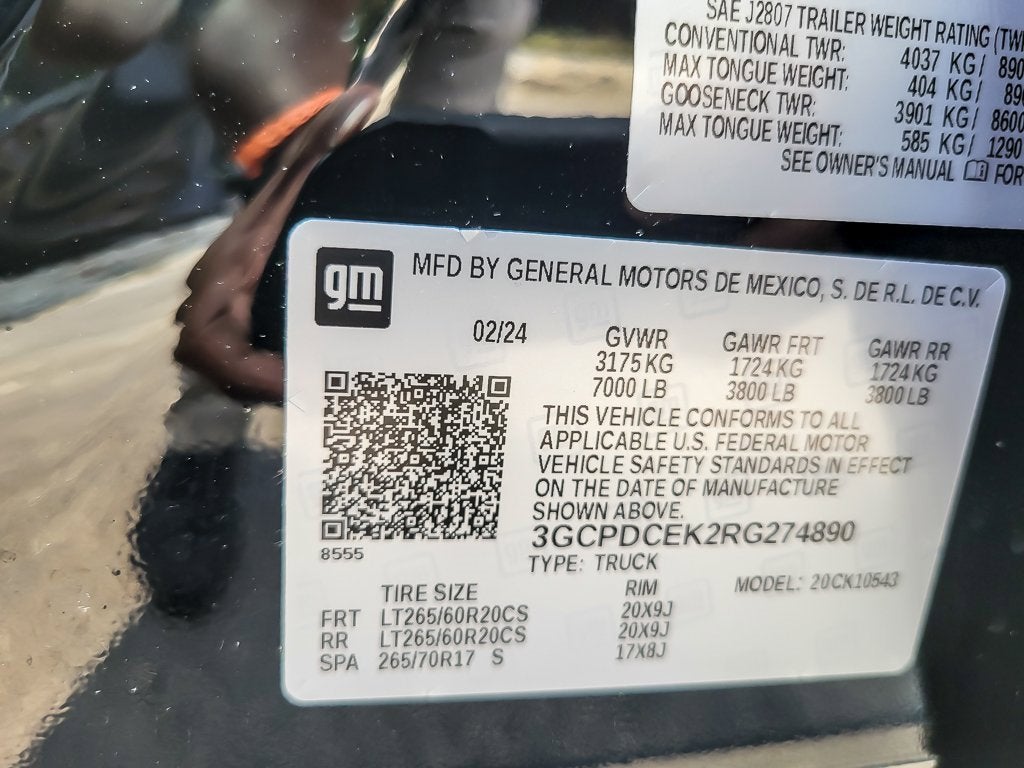 SAE J2807 TRAILER WEIGHT RATING
CONVENTIONAL TWR: 4037 KG/
MAX TONGUE WEIGHT: 404 KG/
GOOSENECK TWR: 3901 KG/ 8600
MAX TONGUE WEIGHT: 585 KG/ 1290
SEE OWNER'S MANUAL FOR
gm
MFD BY GENERAL MOTORS DE MEXICO, S. DE R.L. DE C.V.
02/24 GVWR GAWR FRT GAWR RR
3175 KG 1724 KG 1724 KG
7000 LB 3800 LB 3800 LB
THIS VEHICLE CONFORMS TO ALL
APPLICABLE U.S. FEDERAL MOTOR
VEHICLE SAFETY STANDARDS IN EFFECT
ON THE DATE OF MANUFACTURE
SHOWN ABOVE.
3GCPDCEK2RG274890
8555
TYPE: TRUCK MODEL: 20CK10543
TIRE SIZE RIM
FRT LT265/60R20CS 20X9J
RR LT265/60R20CS 20X9J
SPA 265/70R17 S 17X8J